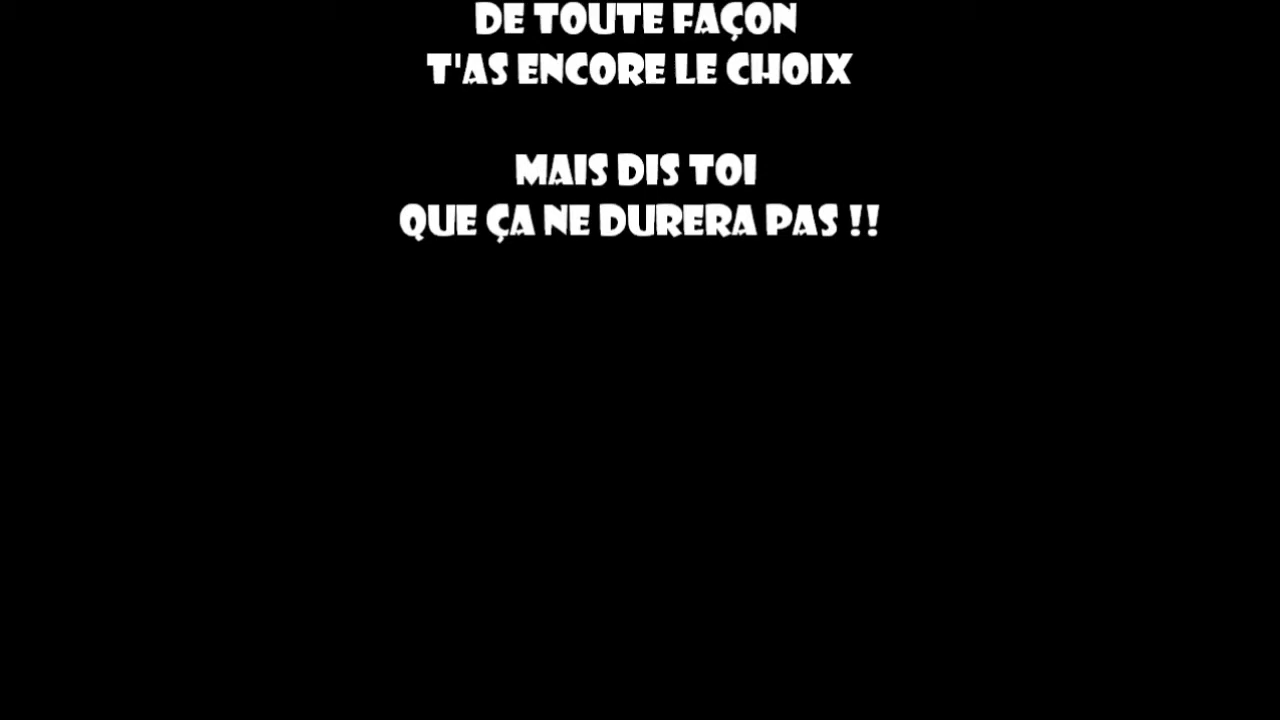 DE TOUTE FAÇON
T'AS ENCORE LE CHOIX
MAIS DIS TOI
QUE ÇA NE DURERA PAS !!